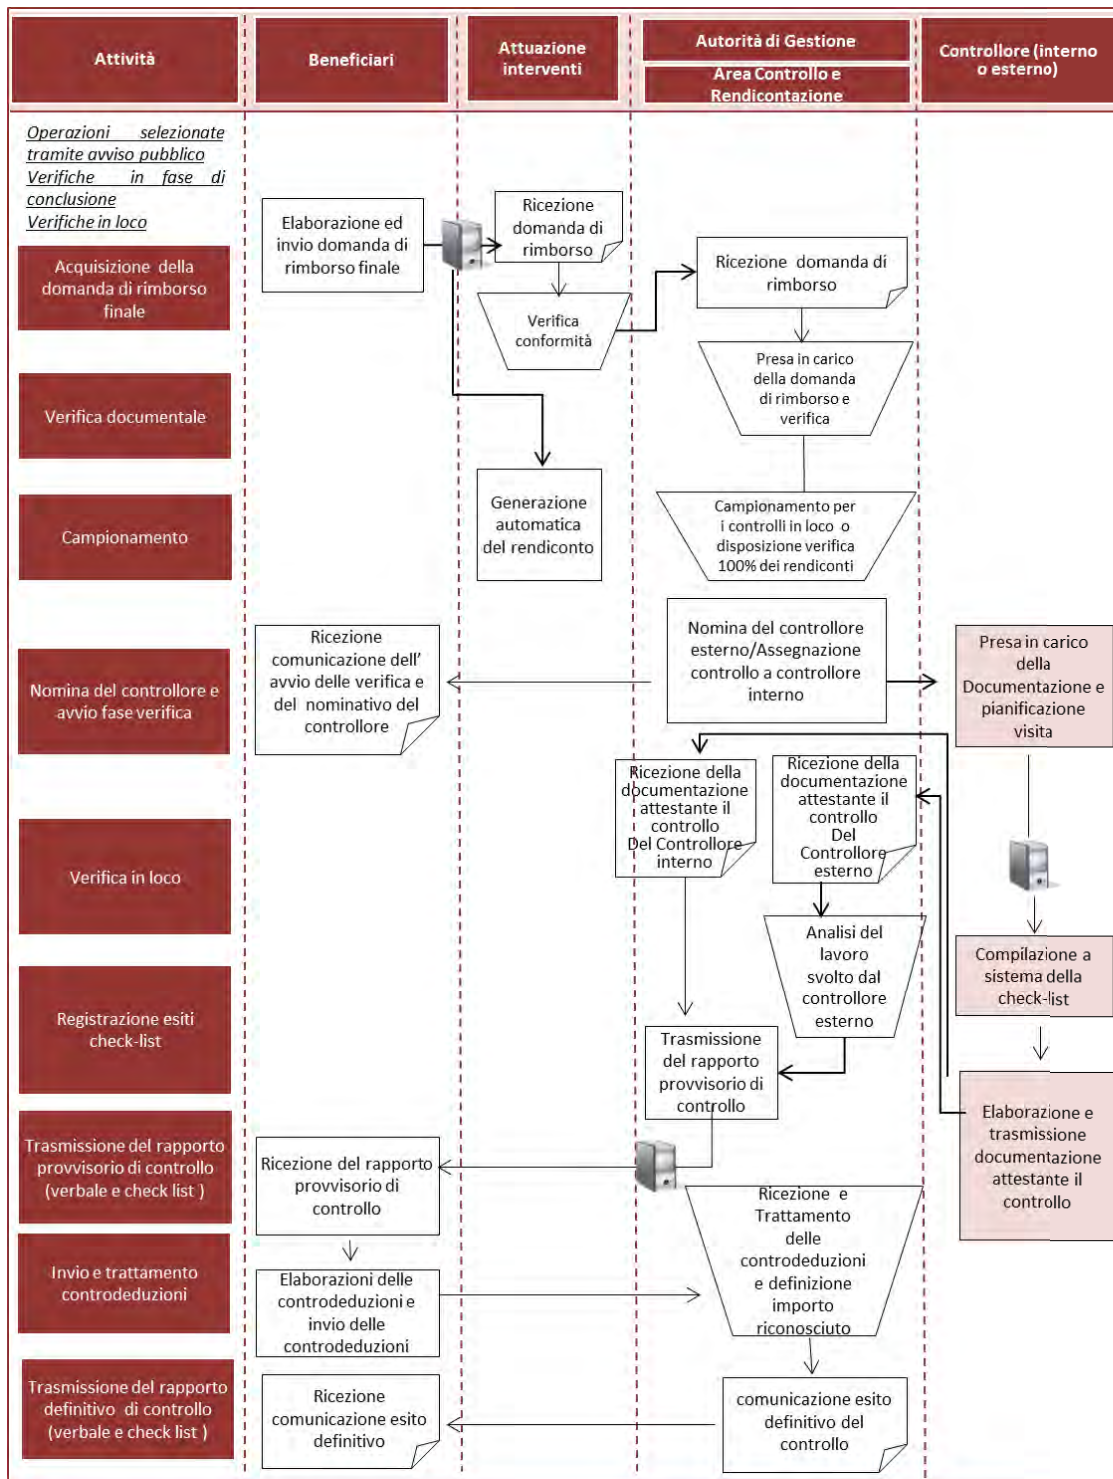 Attività
Beneficiari
Attuazione
interventi
Autorità di Gestione
Area Controllo e
Rendicontazione
Controllore (interno
o esterno)
Operazioni selezionate
tramite avviso pubblico
Verifiche in fase di
conclusione
Verifiche in loco
Elaborazione ed
invio domanda di
rimborso finale
Ricezione
domanda di
rimborso
Ricezione domanda di
rimborso
Acquisizione della
domanda di rimborso
finale
Verifica
conformità
Presa in carico
della domanda
di rimborso e
verifica
Verifica documentale
Generazione
automatica
del rendiconto
Campionamento per
i controlli in loco o
disposizione verifica
100% dei rendiconti
Campionamento
Nomina del controllore e
avvio fase verifica
Ricezione
comunicazione dell'
avvio delle verifica e
del nominativo del
controllore
Nomina del controllore
esterno/Assegnazione
controllo a controllore
interno
Presa in carico
della
Documentazione e
pianificazione
visita
Ricezione della
documentazione
attestante il
controllo
Del Controllore
interno
Ricezione della
documentazione
attestante il
controllo
Del
Controllore
esterno
Verifica in loco
Analisi del
lavoro
svolto dal
controllore
esterno
Compilazione a
sistema della
check-list
Registrazione esiti
check-list
Trasmissione
del rapporto
provvisorio di
controllo
Elaborazione e
trasmissione
documentazione
attestante il
controllo
Trasmissione del rapporto
provvisorio di controllo
(verbale e check list )
Ricezione del rapporto
provvisorio di
controllo
Ricezione e
Trattamento
delle
controdeduzioni
e definizione
importo
riconosciuto
Invio e trattamento
controdeduzioni
Elaborazioni delle
controdeduzioni e
invio delle
controdeduzioni
Trasmissione del rapporto
definitivo di controllo
(verbale e check list )
Ricezione
comunicazione esito
definitivo
comunicazione esito
definitivo del
controllo